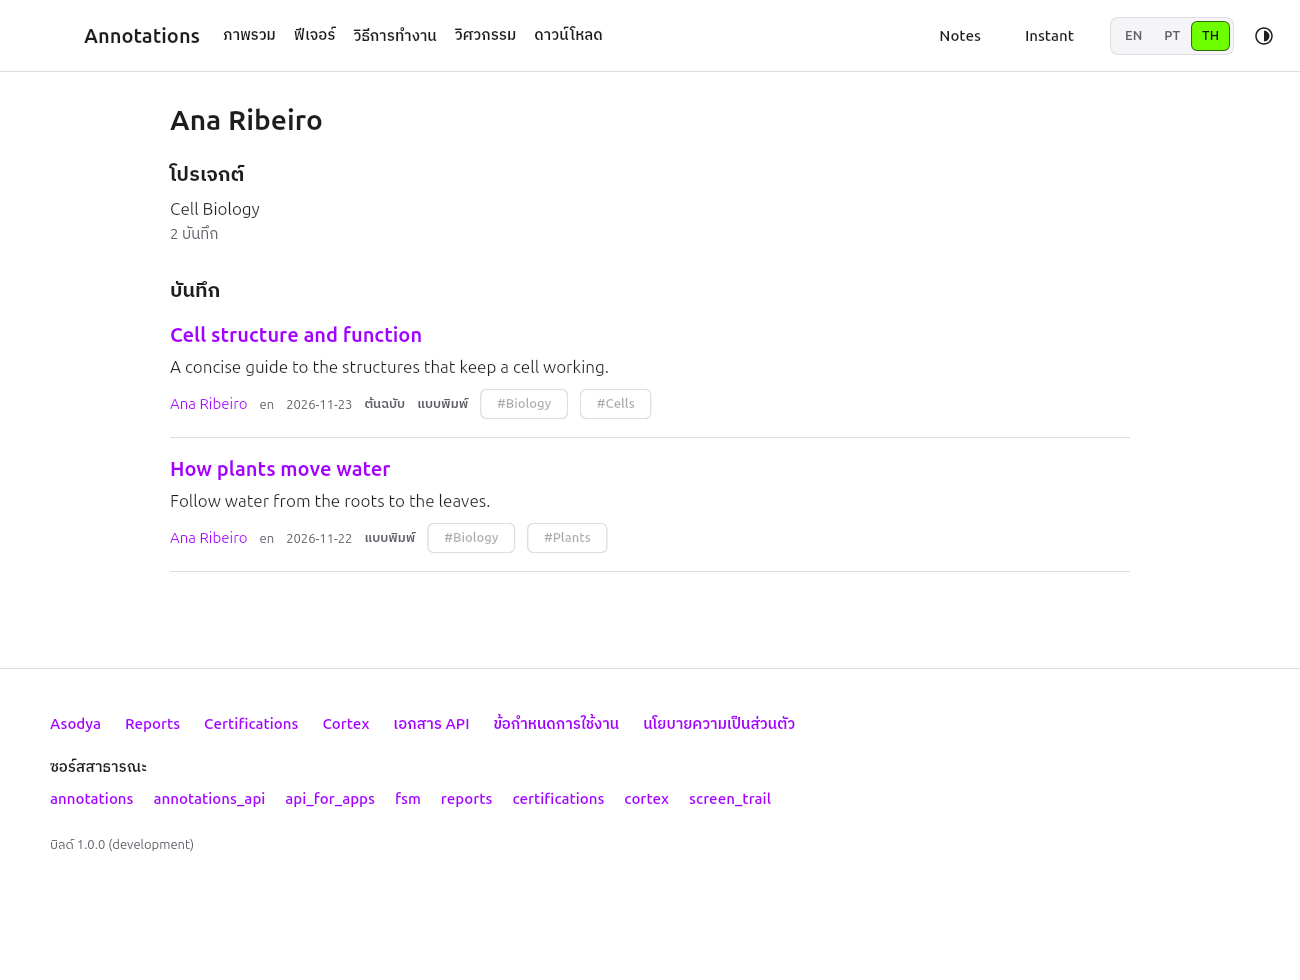 Annotations ภาพรวม ฟีเจอร์ วิธีการทำงาน วิศวกรรม ดาวน์โหลด Notes Instant EN PT TH
Ana Ribeiro
โปรเจกต์
Cell Biology
2 บันทึก
บันทึก
Cell structure and function
A concise guide to the structures that keep a cell working.
Ana Ribeiro en 2026-11-23 ต้นฉบับ แบบพิมพ์ #Biology #Cells
How plants move water
Follow water from the roots to the leaves.
Ana Ribeiro en 2026-11-22 แบบพิมพ์ #Biology #Plants
Asodya Reports Certifications Cortex เอกสาร API ข้อกำหนดการใช้งาน นโยบายความเป็นส่วนตัว
ซอร์สสาธารณะ
annotations annotations_api api_for_apps fsm reports certifications cortex screen_trail
บิลด์ 1.0.0 (development)